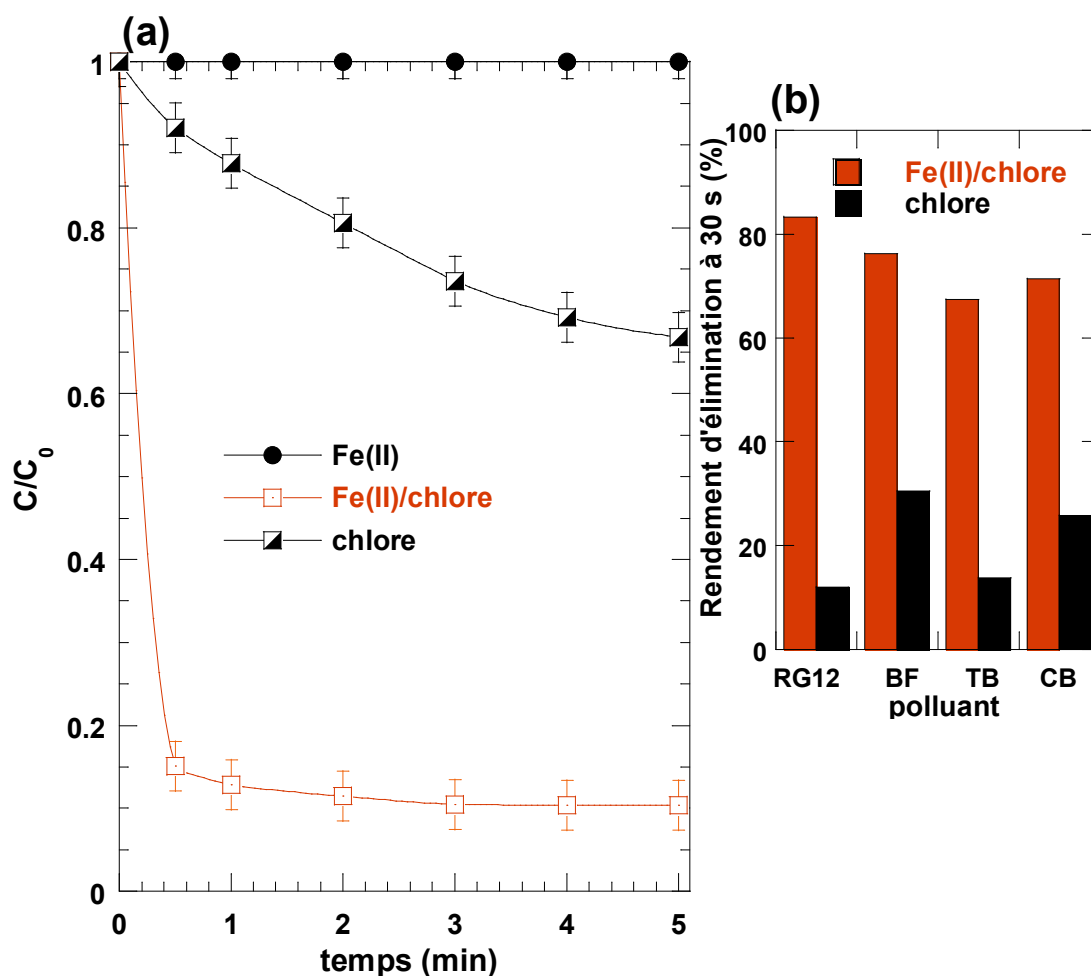 (a)
1
0.8
0.6
0.4
0.2
0
C/C0
Fe(II)
Fe(II)/chlore
chlore
0 1 2 3 4 5
temps (min)
(b)
100
80
60
40
20
0
Rendement d'élimination à 30 s (%)
Fe(II)/chlore
chlore
RG12 BF TB CB
polluant